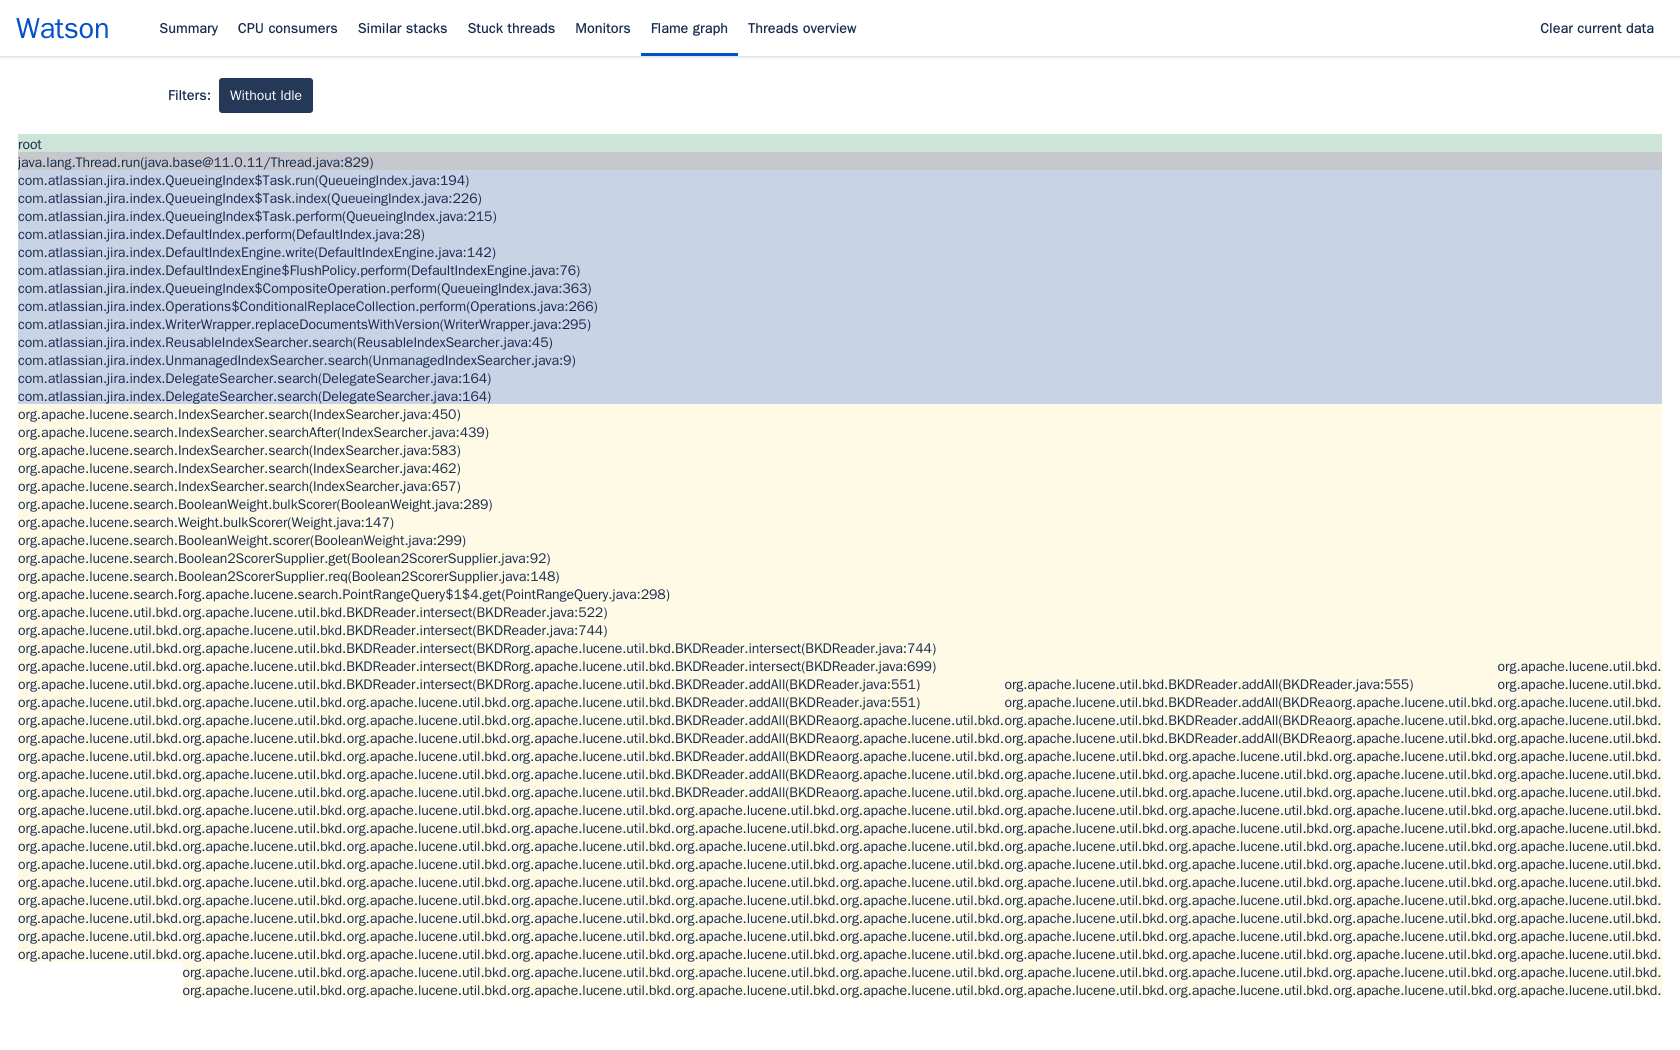 Watson Summary CPU consumers Similar stacks Stuck threads Monitors Flame graph Threads overview Clear current data
Filters: Without Idle
root
java.lang.Thread.run(java.base@11.0.11/Thread.java:829)
com.atlassian.jira.index.QueueingIndex$Task.run(QueueingIndex.java:194)
com.atlassian.jira.index.QueueingIndex$Task.index(QueueingIndex.java:226)
com.atlassian.jira.index.QueueingIndex$Task.perform(QueueingIndex.java:215)
com.atlassian.jira.index.DefaultIndex.perform(DefaultIndex.java:28)
com.atlassian.jira.index.DefaultIndexEngine.write(DefaultIndexEngine.java:142)
com.atlassian.jira.index.DefaultIndexEngine$FlushPolicy.perform(DefaultIndexEngine.java:76)
com.atlassian.jira.index.QueueingIndex$CompositeOperation.perform(QueueingIndex.java:363)
com.atlassian.jira.index.Operations$ConditionalReplaceCollection.perform(Operations.java:266)
com.atlassian.jira.index.WriterWrapper.replaceDocumentsWithVersion(WriterWrapper.java:295)
com.atlassian.jira.index.ReusableIndexSearcher.search(ReusableIndexSearcher.java:45)
com.atlassian.jira.index.UnmanagedIndexSearcher.search(UnmanagedIndexSearcher.java:9)
com.atlassian.jira.index.DelegateSearcher.search(DelegateSearcher.java:164)
com.atlassian.jira.index.DelegateSearcher.search(DelegateSearcher.java:164)
org.apache.lucene.search.IndexSearcher.search(IndexSearcher.java:450)
org.apache.lucene.search.IndexSearcher.searchAfter(IndexSearcher.java:439)
org.apache.lucene.search.IndexSearcher.search(IndexSearcher.java:583)
org.apache.lucene.search.IndexSearcher.search(IndexSearcher.java:462)
org.apache.lucene.search.IndexSearcher.search(IndexSearcher.java:657)
org.apache.lucene.search.BooleanWeight.bulkScorer(BooleanWeight.java:289)
org.apache.lucene.search.Weight.bulkScorer(Weight.java:147)
org.apache.lucene.search.BooleanWeight.scorer(BooleanWeight.java:299)
org.apache.lucene.search.Boolean2ScorerSupplier.get(Boolean2ScorerSupplier.java:92)
org.apache.lucene.search.Boolean2ScorerSupplier.req(Boolean2ScorerSupplier.java:148)
org.apache.lucene.search.org.apache.lucene.search.PointRangeQuery$1$4.get(PointRangeQuery.java:298)
org.apache.lucene.util.bkd.org.apache.lucene.util.bkd.BKDReader.intersect(BKDReader.java:522)
org.apache.lucene.util.bkd.org.apache.lucene.util.bkd.BKDReader.intersect(BKDReader.java:744)
org.apache.lucene.util.bkd.org.apache.lucene.util.bkd.BKDReader.intersect(BKDRorg.apache.lucene.util.bkd.BKDReader.intersect(BKDReader.java:744)
org.apache.lucene.util.bkd.org.apache.lucene.util.bkd.BKDReader.intersect(BKDRorg.apache.lucene.util.bkd.BKDReader.intersect(BKDReader.java:699) org.apache.lucene.util.bkd.
org.apache.lucene.util.bkd.org.apache.lucene.util.bkd.BKDReader.intersect(BKDRorg.apache.lucene.util.bkd.BKDReader.addAll(BKDReader.java:551) org.apache.lucene.util.bkd.BKDReader.addAll(BKDReader.java:555) org.apache.lucene.util.bkd.
org.apache.lucene.util.bkd.org.apache.lucene.util.bkd.org.apache.lucene.util.bkd.org.apache.lucene.util.bkd.BKDReader.addAll(BKDReader.java:551) org.apache.lucene.util.bkd.BKDReader.addAll(BKDReaorg.apache.lucene.util.bkd.org.apache.lucene.util.bkd.
org.apache.lucene.util.bkd.org.apache.lucene.util.bkd.org.apache.lucene.util.bkd.org.apache.lucene.util.bkd.BKDReader.addAll(BKDReaorg.apache.lucene.util.bkd.org.apache.lucene.util.bkd.BKDReader.addAll(BKDReaorg.apache.lucene.util.bkd.org.apache.lucene.util.bkd.
org.apache.lucene.util.bkd.org.apache.lucene.util.bkd.org.apache.lucene.util.bkd.org.apache.lucene.util.bkd.BKDReader.addAll(BKDReaorg.apache.lucene.util.bkd.org.apache.lucene.util.bkd.BKDReader.addAll(BKDReaorg.apache.lucene.util.bkd.org.apache.lucene.util.bkd.
org.apache.lucene.util.bkd.org.apache.lucene.util.bkd.org.apache.lucene.util.bkd.org.apache.lucene.util.bkd.BKDReader.addAll(BKDReaorg.apache.lucene.util.bkd.org.apache.lucene.util.bkd.org.apache.lucene.util.bkd.org.apache.lucene.util.bkd.org.apache.lucene.util.bkd.
org.apache.lucene.util.bkd.org.apache.lucene.util.bkd.org.apache.lucene.util.bkd.org.apache.lucene.util.bkd.BKDReader.addAll(BKDReaorg.apache.lucene.util.bkd.org.apache.lucene.util.bkd.org.apache.lucene.util.bkd.org.apache.lucene.util.bkd.org.apache.lucene.util.bkd.
org.apache.lucene.util.bkd.org.apache.lucene.util.bkd.org.apache.lucene.util.bkd.org.apache.lucene.util.bkd.BKDReader.addAll(BKDReaorg.apache.lucene.util.bkd.org.apache.lucene.util.bkd.org.apache.lucene.util.bkd.org.apache.lucene.util.bkd.org.apache.lucene.util.bkd.
org.apache.lucene.util.bkd.org.apache.lucene.util.bkd.org.apache.lucene.util.bkd.org.apache.lucene.util.bkd.org.apache.lucene.util.bkd.org.apache.lucene.util.bkd.org.apache.lucene.util.bkd.org.apache.lucene.util.bkd.org.apache.lucene.util.bkd.org.apache.lucene.util.bkd.
org.apache.lucene.util.bkd.org.apache.lucene.util.bkd.org.apache.lucene.util.bkd.org.apache.lucene.util.bkd.org.apache.lucene.util.bkd.org.apache.lucene.util.bkd.org.apache.lucene.util.bkd.org.apache.lucene.util.bkd.org.apache.lucene.util.bkd.org.apache.lucene.util.bkd.
org.apache.lucene.util.bkd.org.apache.lucene.util.bkd.org.apache.lucene.util.bkd.org.apache.lucene.util.bkd.org.apache.lucene.util.bkd.org.apache.lucene.util.bkd.org.apache.lucene.util.bkd.org.apache.lucene.util.bkd.org.apache.lucene.util.bkd.org.apache.lucene.util.bkd.
org.apache.lucene.util.bkd.org.apache.lucene.util.bkd.org.apache.lucene.util.bkd.org.apache.lucene.util.bkd.org.apache.lucene.util.bkd.org.apache.lucene.util.bkd.org.apache.lucene.util.bkd.org.apache.lucene.util.bkd.org.apache.lucene.util.bkd.org.apache.lucene.util.bkd.
org.apache.lucene.util.bkd.org.apache.lucene.util.bkd.org.apache.lucene.util.bkd.org.apache.lucene.util.bkd.org.apache.lucene.util.bkd.org.apache.lucene.util.bkd.org.apache.lucene.util.bkd.org.apache.lucene.util.bkd.org.apache.lucene.util.bkd.org.apache.lucene.util.bkd.
org.apache.lucene.util.bkd.org.apache.lucene.util.bkd.org.apache.lucene.util.bkd.org.apache.lucene.util.bkd.org.apache.lucene.util.bkd.org.apache.lucene.util.bkd.org.apache.lucene.util.bkd.org.apache.lucene.util.bkd.org.apache.lucene.util.bkd.org.apache.lucene.util.bkd.
org.apache.lucene.util.bkd.org.apache.lucene.util.bkd.org.apache.lucene.util.bkd.org.apache.lucene.util.bkd.org.apache.lucene.util.bkd.org.apache.lucene.util.bkd.org.apache.lucene.util.bkd.org.apache.lucene.util.bkd.org.apache.lucene.util.bkd.org.apache.lucene.util.bkd.
org.apache.lucene.util.bkd.org.apache.lucene.util.bkd.org.apache.lucene.util.bkd.org.apache.lucene.util.bkd.org.apache.lucene.util.bkd.org.apache.lucene.util.bkd.org.apache.lucene.util.bkd.org.apache.lucene.util.bkd.org.apache.lucene.util.bkd.org.apache.lucene.util.bkd.
org.apache.lucene.util.bkd.org.apache.lucene.util.bkd.org.apache.lucene.util.bkd.org.apache.lucene.util.bkd.org.apache.lucene.util.bkd.org.apache.lucene.util.bkd.org.apache.lucene.util.bkd.org.apache.lucene.util.bkd.org.apache.lucene.util.bkd.org.apache.lucene.util.bkd.
org.apache.lucene.util.bkd.org.apache.lucene.util.bkd.org.apache.lucene.util.bkd.org.apache.lucene.util.bkd.org.apache.lucene.util.bkd.org.apache.lucene.util.bkd.org.apache.lucene.util.bkd.org.apache.lucene.util.bkd.org.apache.lucene.util.bkd.
org.apache.lucene.util.bkd.org.apache.lucene.util.bkd.org.apache.lucene.util.bkd.org.apache.lucene.util.bkd.org.apache.lucene.util.bkd.org.apache.lucene.util.bkd.org.apache.lucene.util.bkd.org.apache.lucene.util.bkd.org.apache.lucene.util.bkd.